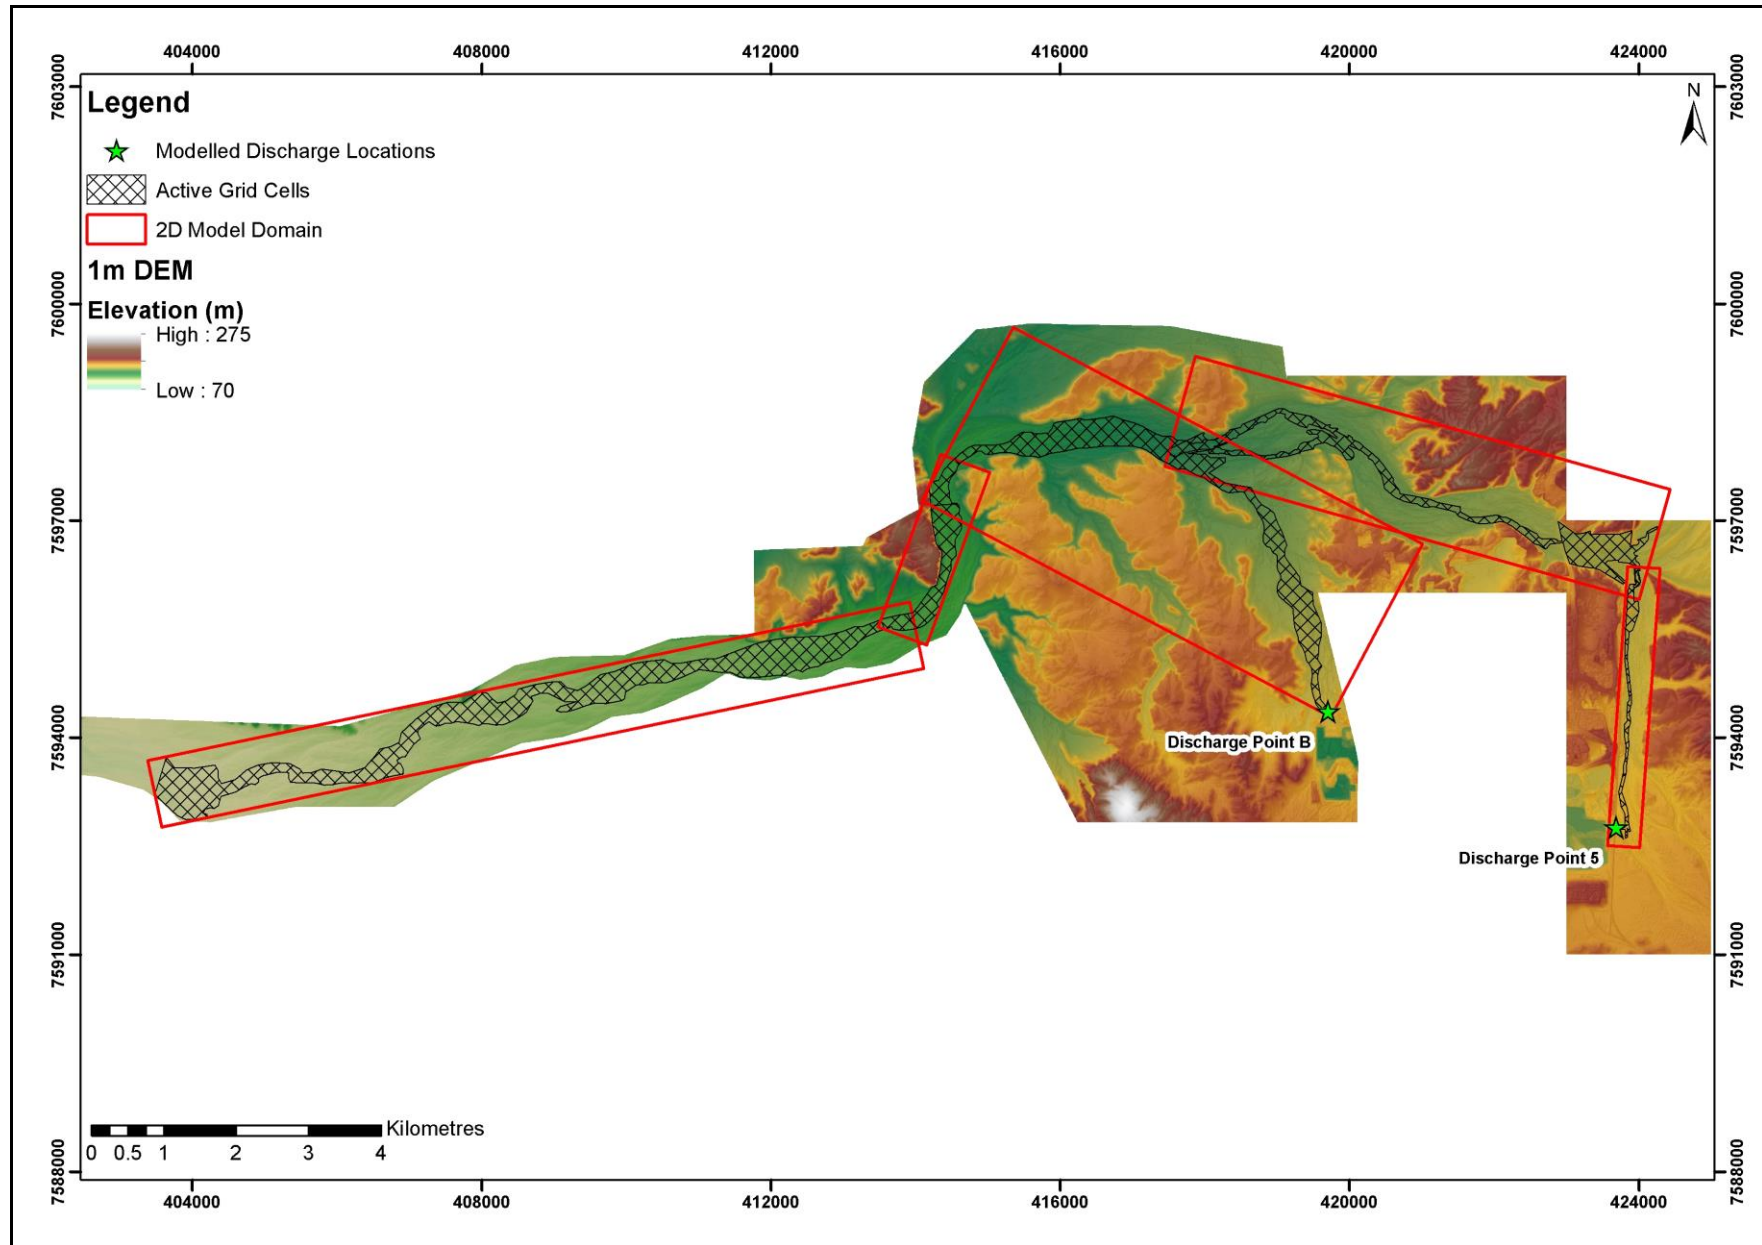 404000 408000 412000 416000 420000 424000
7603000 7603000
Legend
N
Modelled Discharge Locations
Active Grid Cells
2D Model Domain
1m DEM
Elevation (m)
High : 275
Low : 70
7600000 7600000
7597000 7597000
7594000 7594000
Discharge Point B
Discharge Point 5
7591000 7591000
Kilometres
0 0.5 1 2 3 4
7588000 7588000
404000 408000 412000 416000 420000 424000